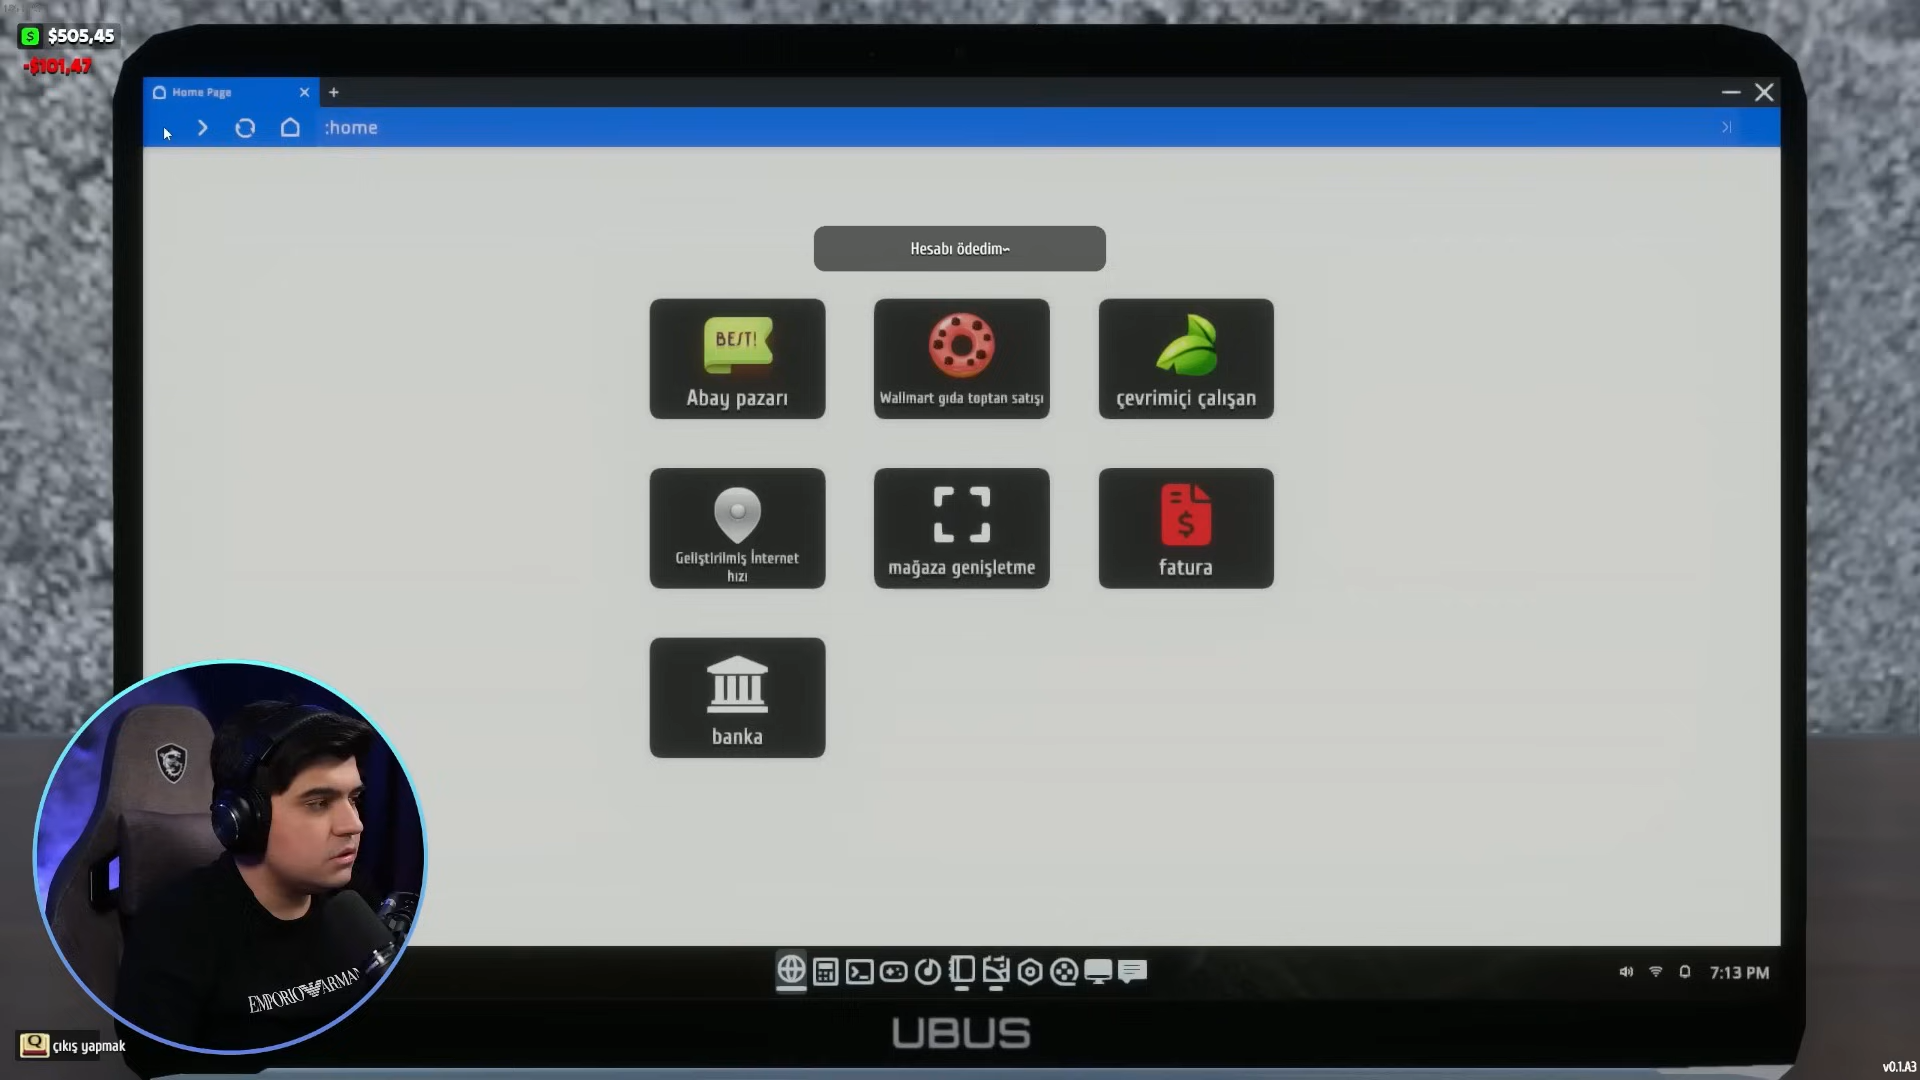 $505,45
-$101,47
Home Page
:home
Hesabı ödedim~
BEST!
Abay pazarı
Wallmart gıda toptan satışı
çevrimiçi çalışan
Geliştirilmiş İnternet
hızı
mağaza genişletme
fatura
banka
EMPORIO ARMANI
7:13 PM
UBUS
Q çıkış yapmak
v0.1.A3